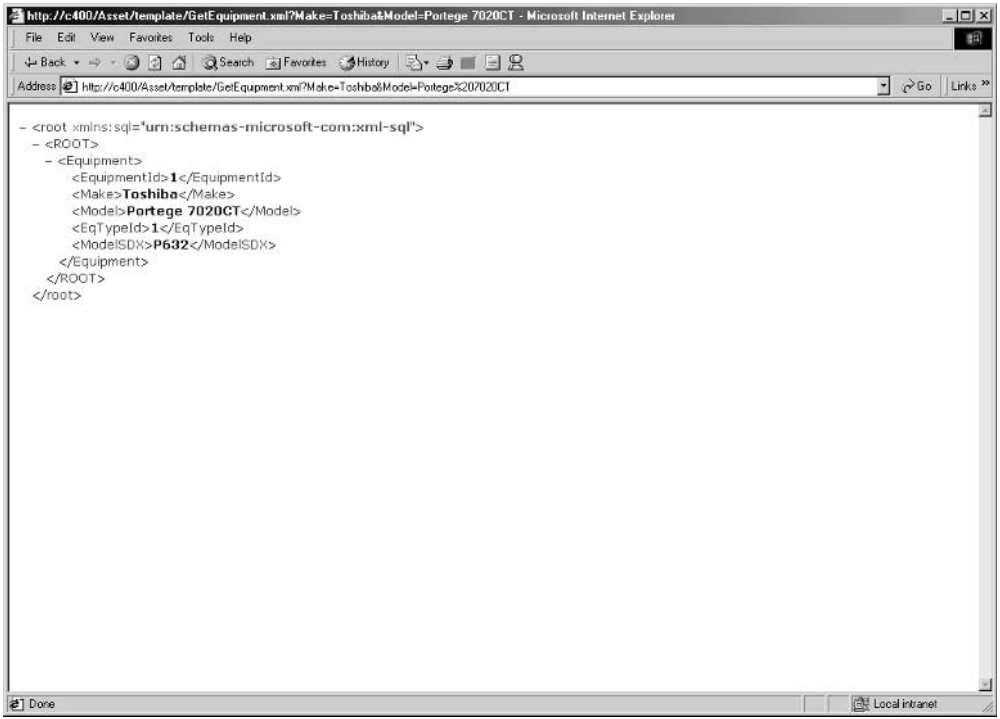 http://c400/Asset/template/GetEquipment.xml?Make=Toshiba&Model=Portege 7020CT - Microsoft Internet Explorer
File Edit View Favorites Tools Help
Back Search Favorites History
Address http://c400/Asset/template/GetEquipment.xml?Make=Toshiba&Model=Portege%207020CT Go Links »
- <root xmlns:sql="urn:schemas-microsoft-com:xml-sql">
- <ROOT>
- <Equipment>
<EquipmentId>1</EquipmentId>
<Make>Toshiba</Make>
<Model>Portege 7020CT</Model>
<EqTypeId>1</EqTypeId>
<ModelSDX>P632</ModelSDX>
</Equipment>
</ROOT>
</root>
Done Local intranet